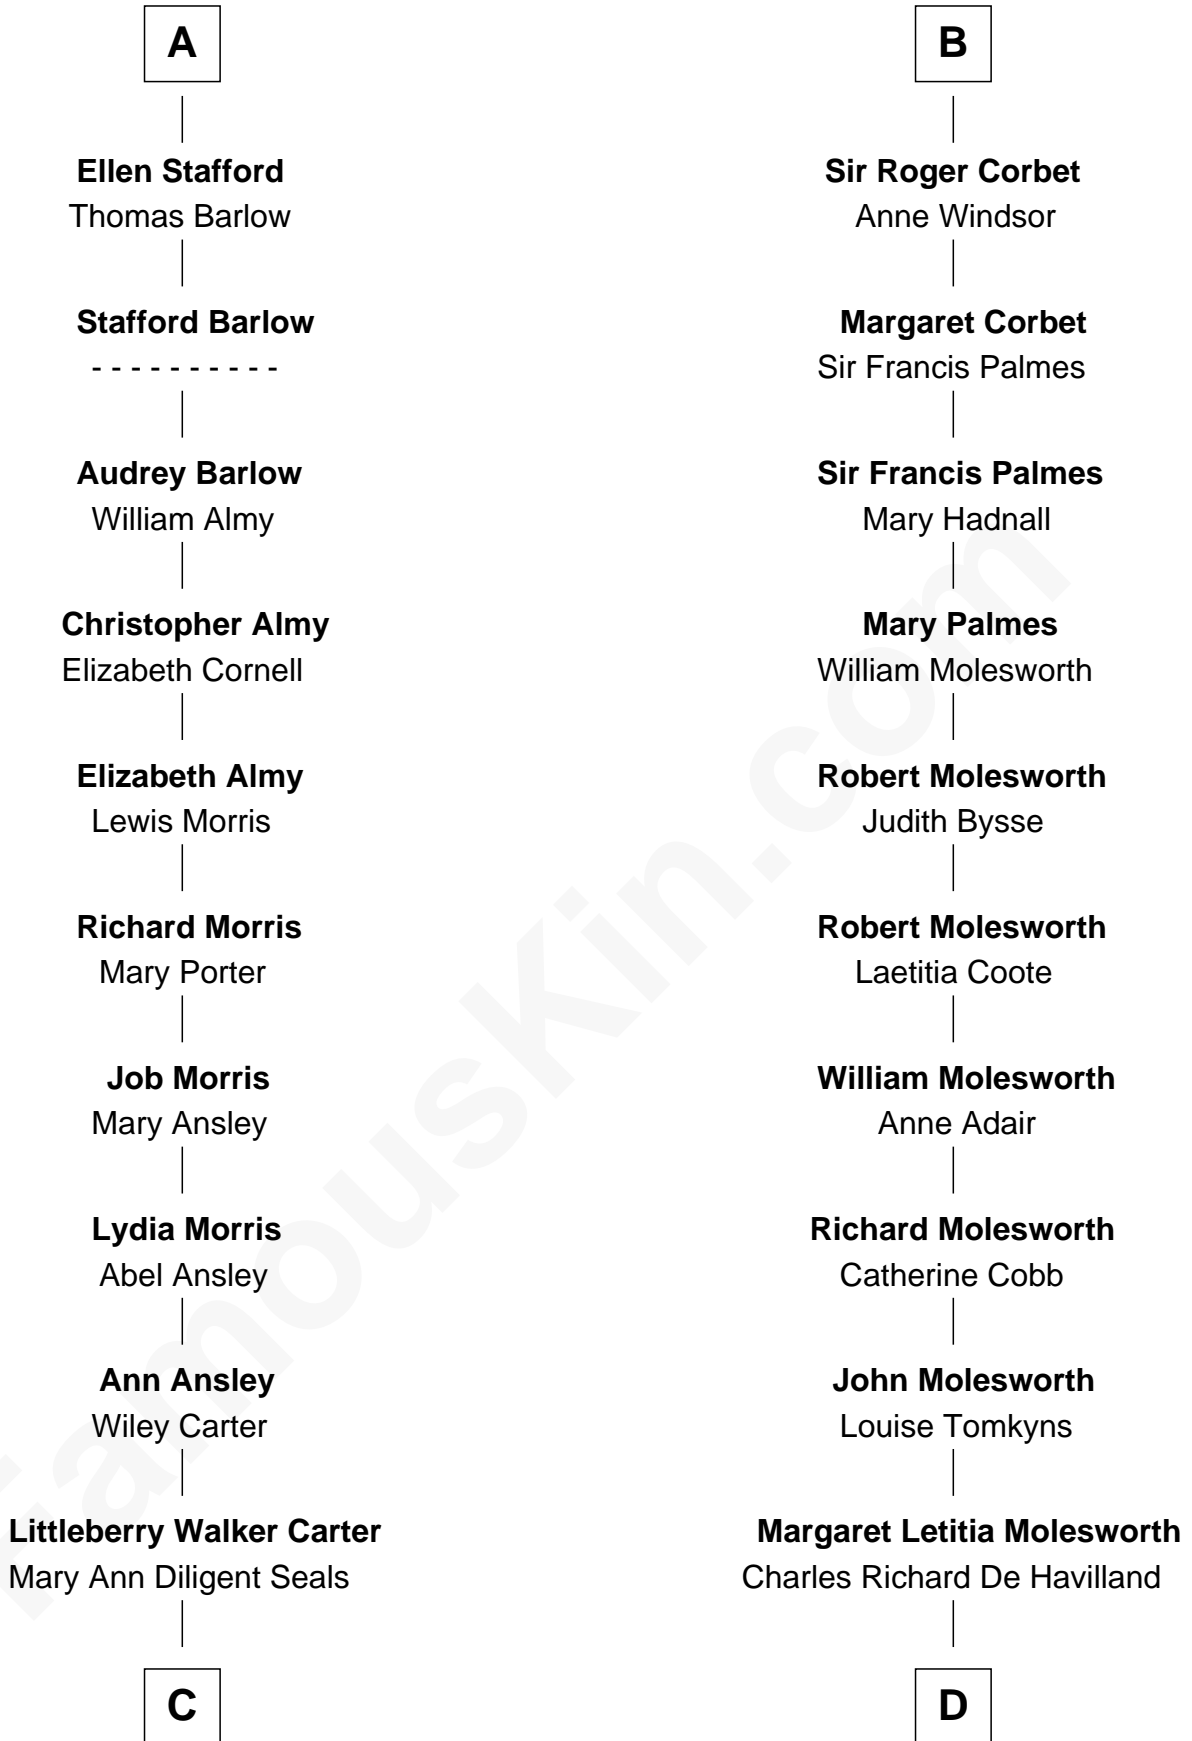 A
Ellen Stafford
Thomas Barlow
Stafford Barlow
- - - - - - - - - -
Audrey Barlow
William Almy
Christopher Almy
Elizabeth Cornell
Elizabeth Almy
Lewis Morris
Richard Morris
Mary Porter
Job Morris
Mary Ansley
Lydia Morris
Abel Ansley
Ann Ansley
Wiley Carter
Littleberry Walker Carter
Mary Ann Diligent Seals
C
B
Sir Roger Corbet
Anne Windsor
Margaret Corbet
Sir Francis Palmes
Sir Francis Palmes
Mary Hadnall
Mary Palmes
William Molesworth
Robert Molesworth
Judith Bysse
Robert Molesworth
Laetitia Coote
William Molesworth
Anne Adair
Richard Molesworth
Catherine Cobb
John Molesworth
Louise Tomkyns
Margaret Letitia Molesworth
Charles Richard De Havilland
D
FamousKin.com